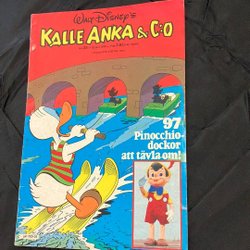 WALT DISNEY'S
KALLE ANKA & C:O
97
Pinocchio-
dockor
att tävla om!